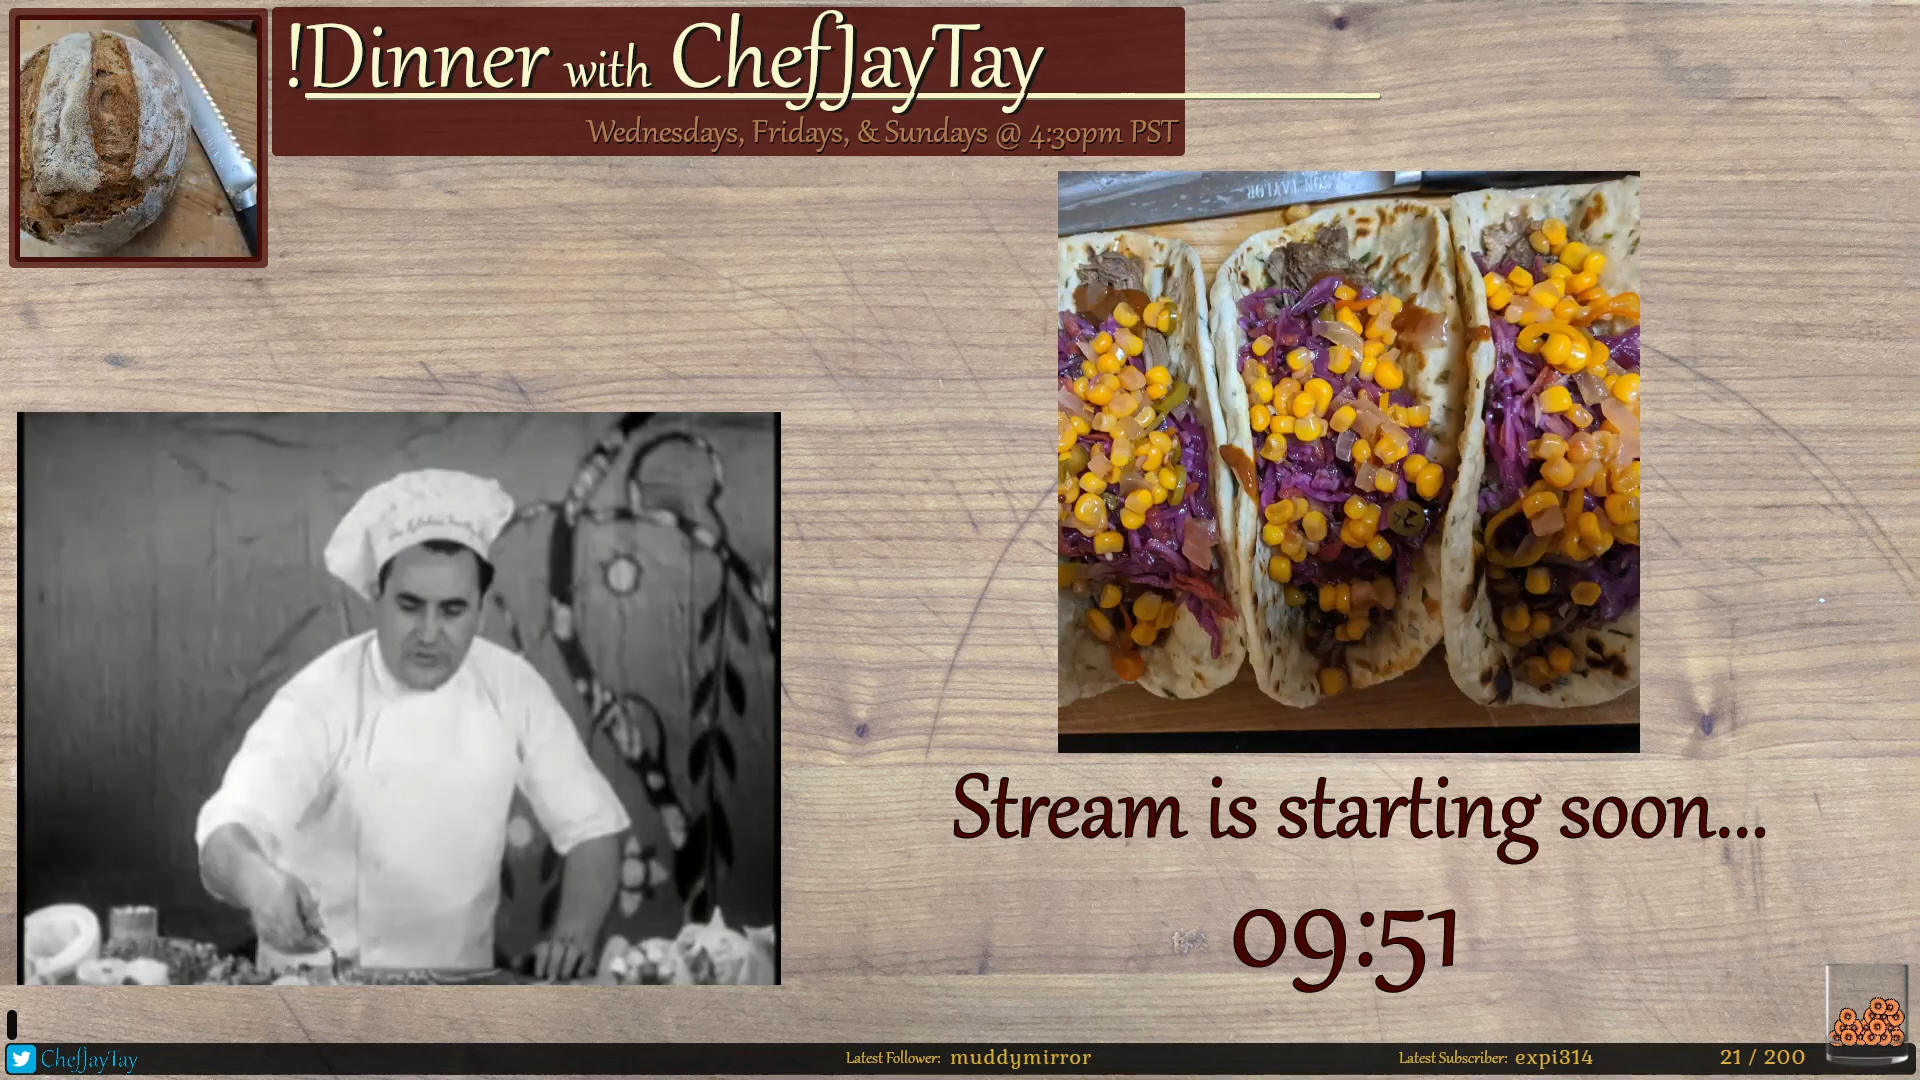 !Dinner with ChefJayTay
Wednesdays, Fridays, & Sundays @ 4:30pm PST
Stream is starting soon...
09:51
ChefJayTay
Latest Follower: muddymirror
Latest Subscriber: expi314
21 / 200